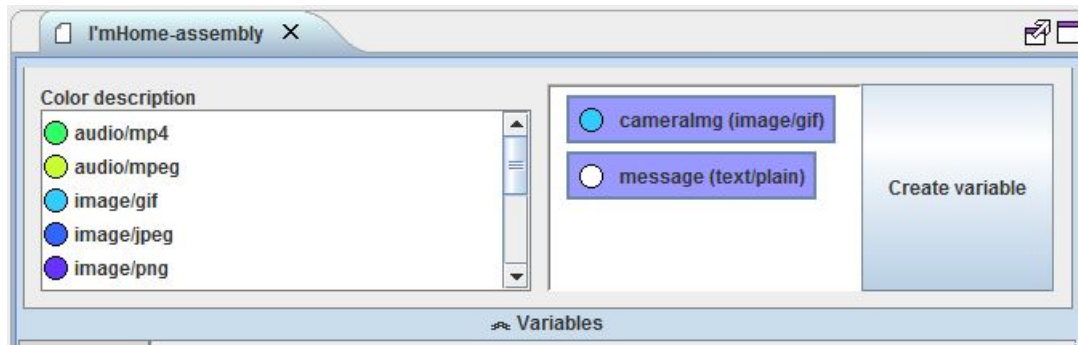 I'mHome-assembly
Color description
audio/mp4
audio/mpeg
image/gif
image/jpeg
image/png
cameraImg (image/gif)
message (text/plain)
Create variable
Variables